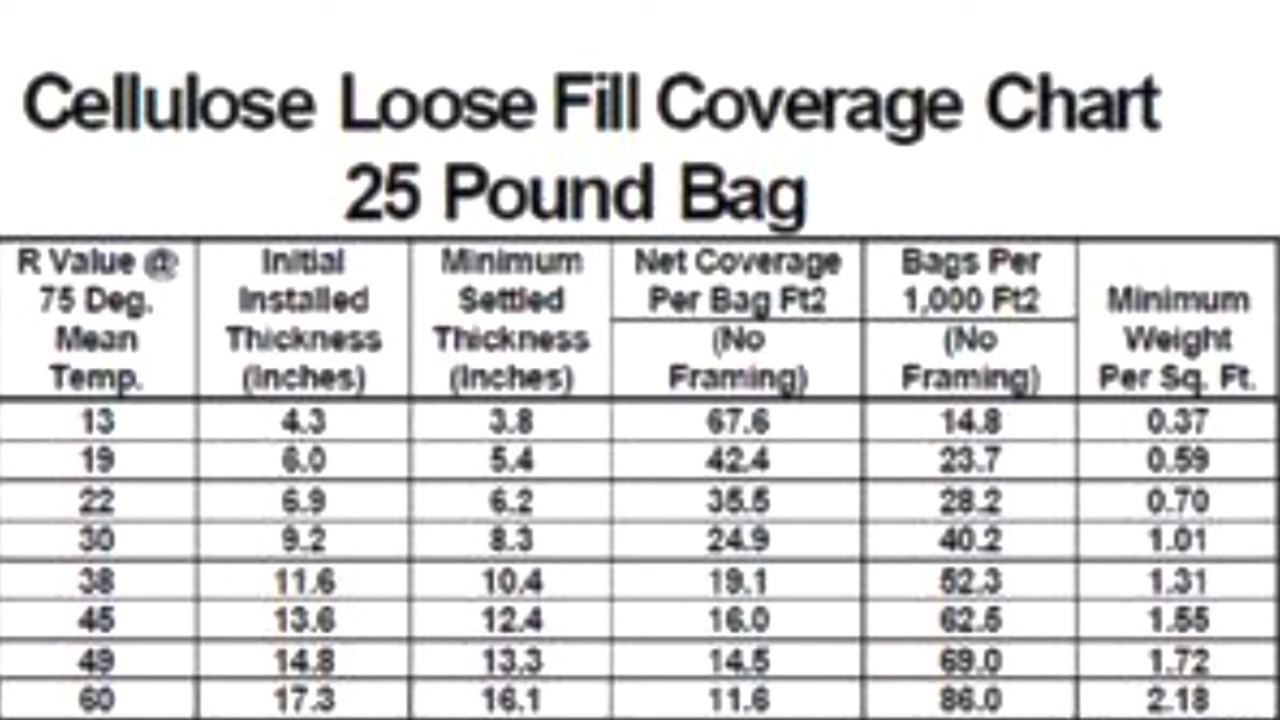 Cellulose Loose Fill Coverage Chart
25 Pound Bag
R Value @ 75 Deg. Mean Temp. Initial Installed Thickness (Inches) Minimum Settled Thickness (Inches) Net Coverage Per Bag Ft2 (No Framing) Bags Per 1,000 Ft2 (No Framing) Minimum Weight Per Sq. Ft.
13 4.3 3.8 67.6 14.8 0.37
19 6.0 5.4 42.4 23.7 0.59
22 6.9 6.2 35.5 28.2 0.70
30 9.2 8.3 24.9 40.2 1.01
38 11.6 10.4 19.1 52.3 1.31
45 13.6 12.4 16.0 62.5 1.55
49 14.8 13.3 14.5 69.0 1.72
60 17.3 16.1 11.6 86.0 2.18